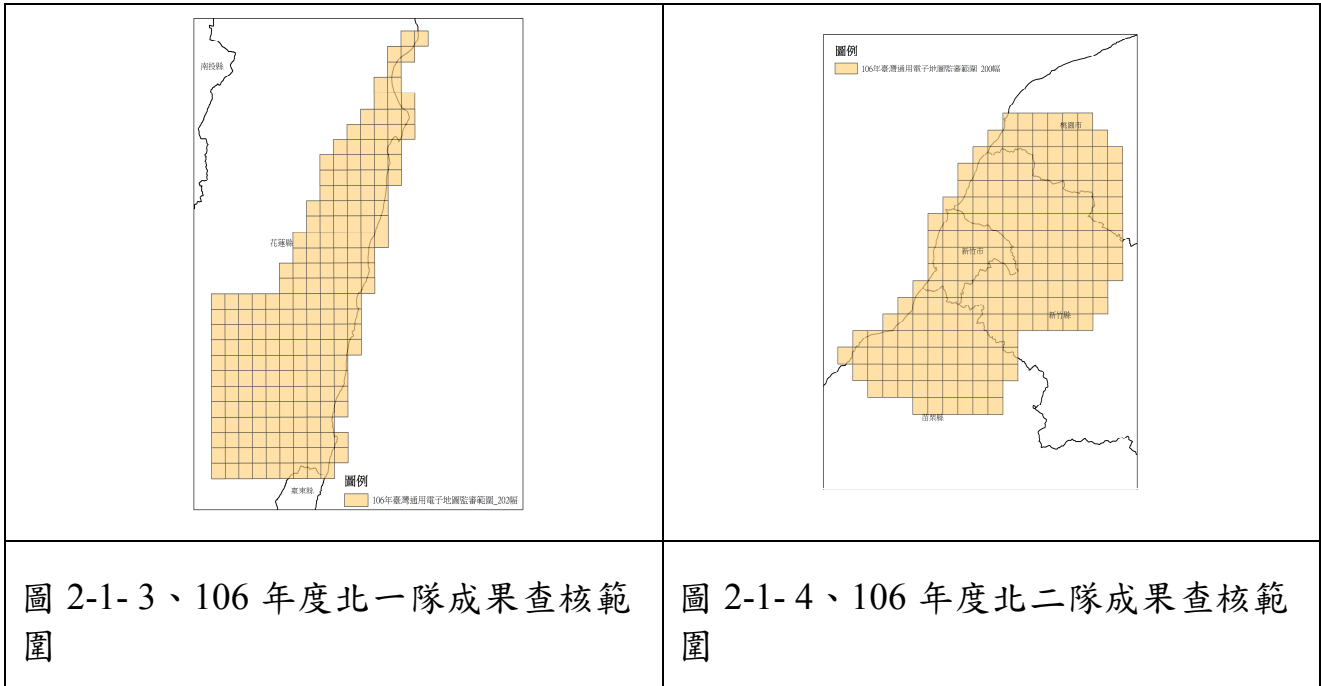 南投縣
花蓮縣
臺東縣
圖例
106年臺灣通用電子地圖監審範圍_202幅
圖例
106年臺灣通用電子地圖監審範圍 200幅
桃園市
新竹市
新竹縣
苗栗縣
圖 2-1- 3、106 年度北一隊成果查核範
圍
圖 2-1- 4、106 年度北二隊成果查核範
圍